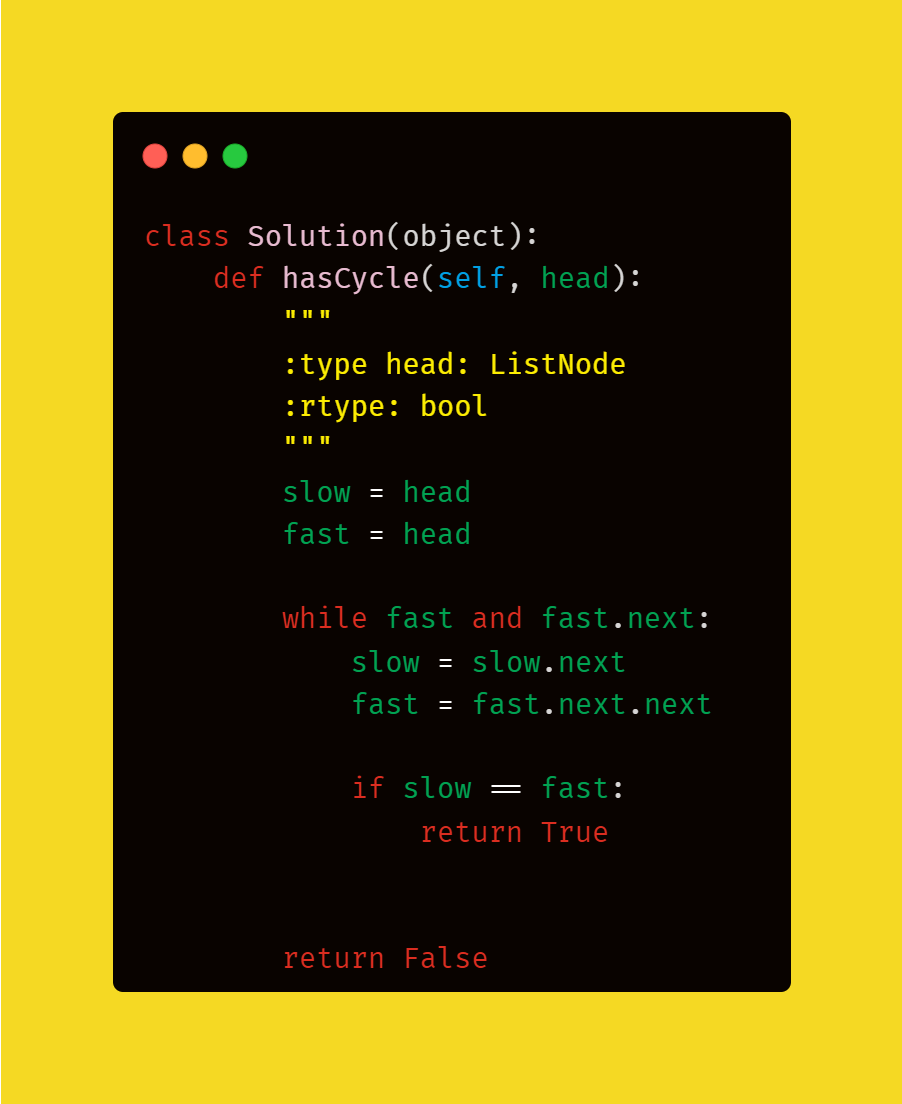 class Solution(object):
    def hasCycle(self, head):
        """
        :type head: ListNode
        :rtype: bool
        """
        slow = head
        fast = head
        while fast and fast.next:
            slow = slow.next
            fast = fast.next.next
            if slow == fast:
                return True
        return False